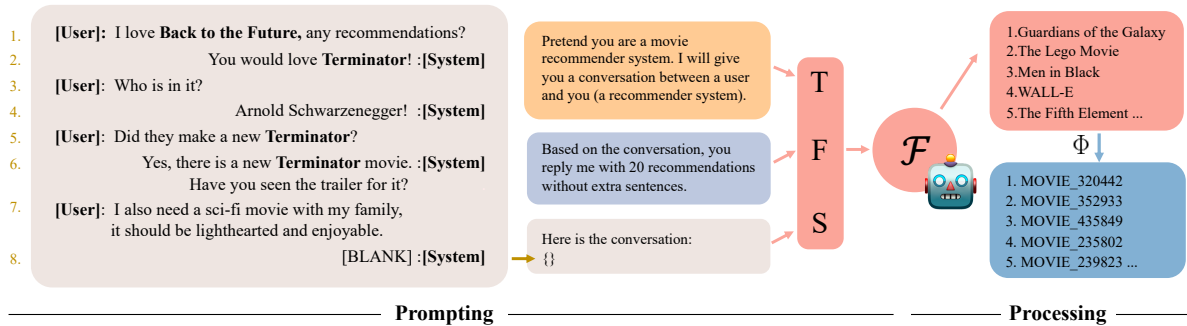 1. [User]: I love Back to the Future, any recommendations?
2. You would love Terminator! :[System]
3. [User]: Who is in it?
4. Arnold Schwarzenegger! :[System]
5. [User]: Did they make a new Terminator?
6. Yes, there is a new Terminator movie. :[System]
Have you seen the trailer for it?
7. [User]: I also need a sci-fi movie with my family,
it should be lighthearted and enjoyable.
8. [BLANK] :[System]
Pretend you are a movie
recommender system. I will give
you a conversation between a user
and you (a recommender system).
Based on the conversation, you
reply me with 20 recommendations
without extra sentences.
Here is the conversation:
{}
T
F
S
F
1.Guardians of the Galaxy
2.The Lego Movie
3.Men in Black
4.WALL-E
5.The Fifth Element ...
Φ
1. MOVIE_320442
2. MOVIE_352933
3. MOVIE_435849
4. MOVIE_235802
5. MOVIE_239823 ...
Prompting
Processing